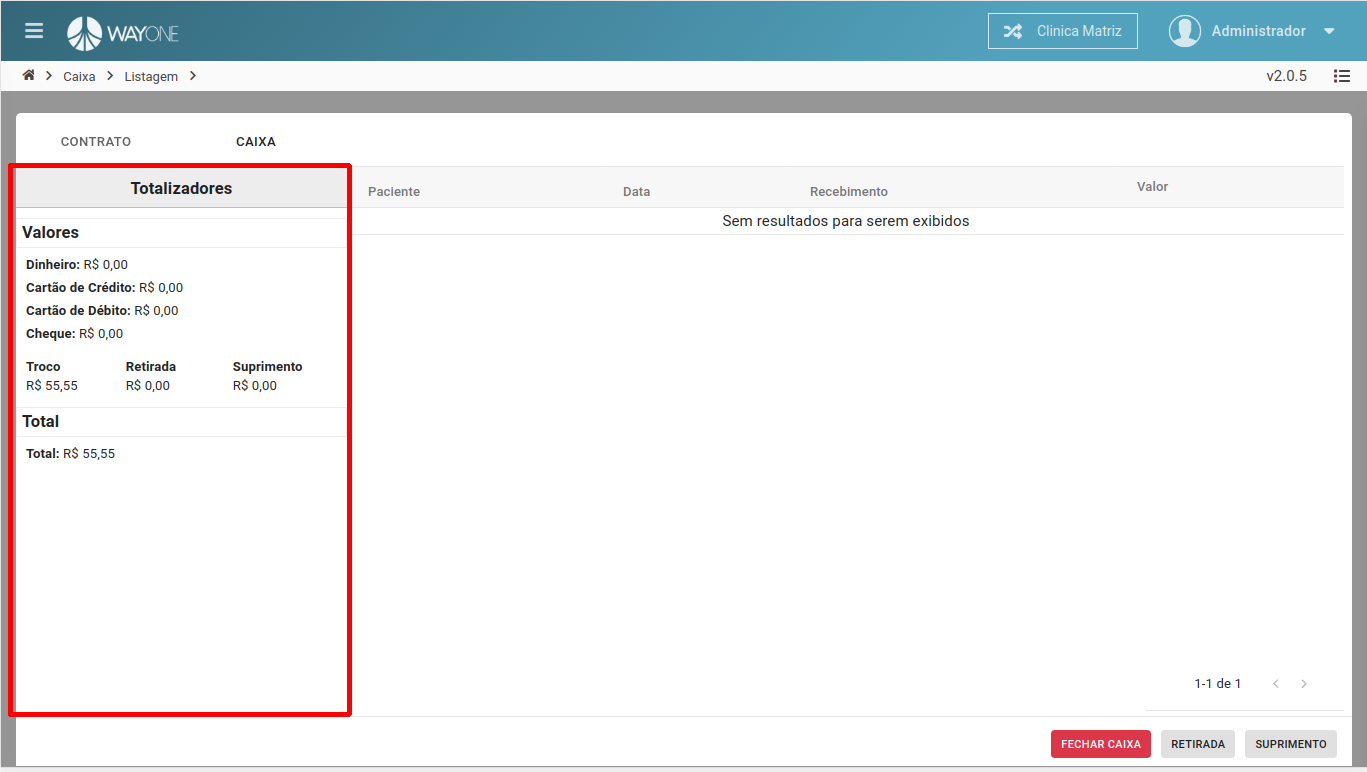 WAYONE
Clinica Matriz
Administrador
Caixa
Listagem
v2.0.5
CONTRATO
CAIXA
Totalizadores
Paciente
Data
Recebimento
Valor
Sem resultados para serem exibidos
Valores
Dinheiro: R$ 0,00
Cartão de Crédito: R$ 0,00
Cartão de Débito: R$ 0,00
Cheque: R$ 0,00
Troco
Retirada
Suprimento
R$ 55,55
R$ 0,00
R$ 0,00
Total
Total: R$ 55,55
1-1 de 1
FECHAR CAIXA
RETIRADA
SUPRIMENTO